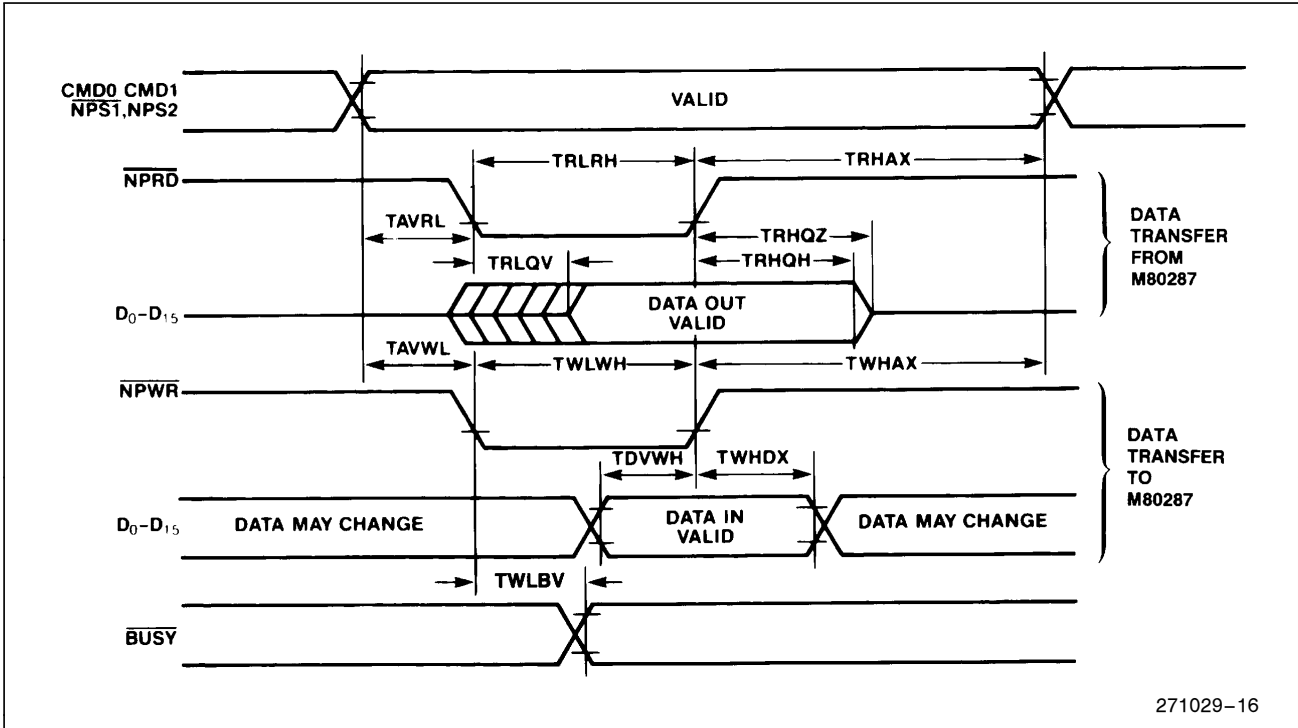 CMD0 CMD1
NPS1,NPS2
VALID
TRLRH
TRHAX
NPRD
TAVRL
TRHQZ
TRLQV
TRHQH
DATA
TRANSFER
FROM
M80287
D₀–D₁₅
DATA OUT
VALID
TAVWL
TWLWH
TWHAX
NPWR
TDVWH
TWHDX
DATA
TRANSFER
TO
M80287
D₀–D₁₅
DATA MAY CHANGE
DATA IN
VALID
DATA MAY CHANGE
TWLBV
BUSY
271029–16